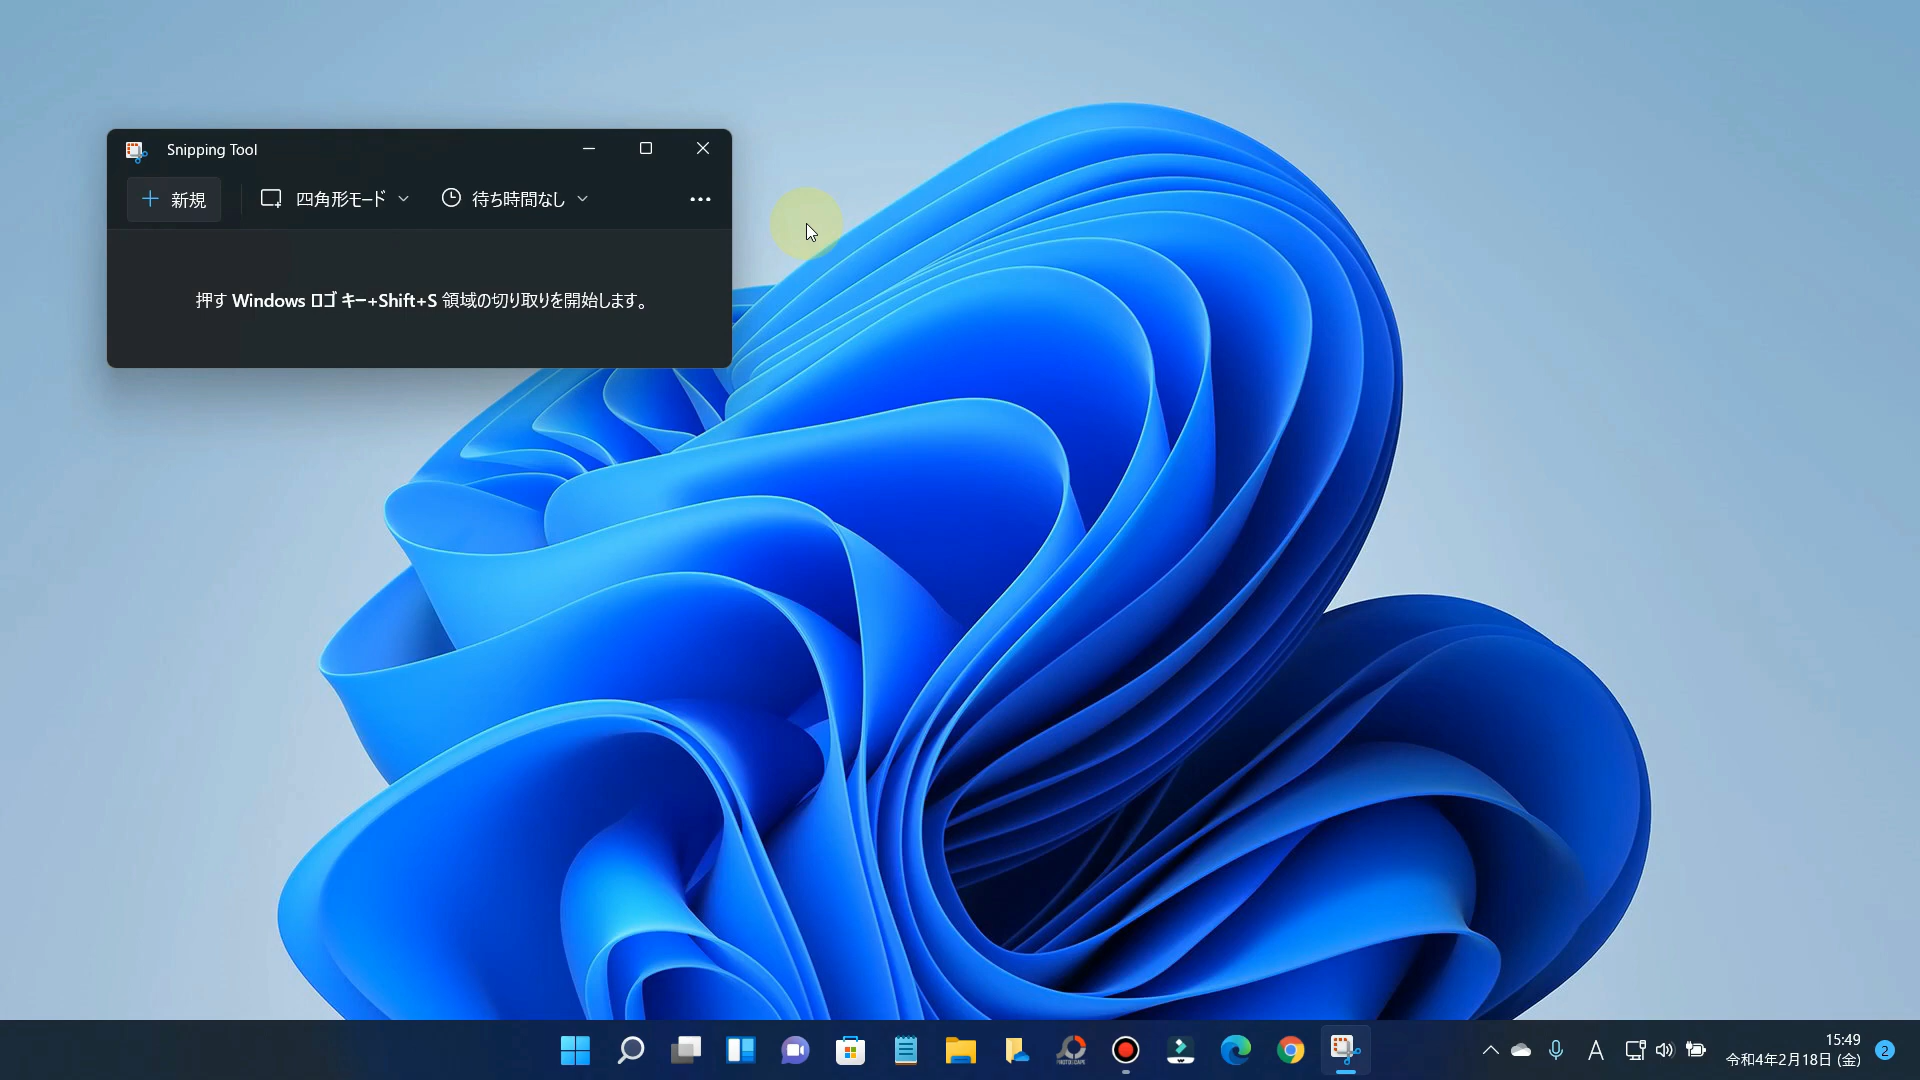 Snipping Tool
新規 四角形モード 待ち時間なし
押す Windows ロゴ キー+Shift+S 領域の切り取りを開始します。
A
15:49
令和4年2月18日 (金) 2